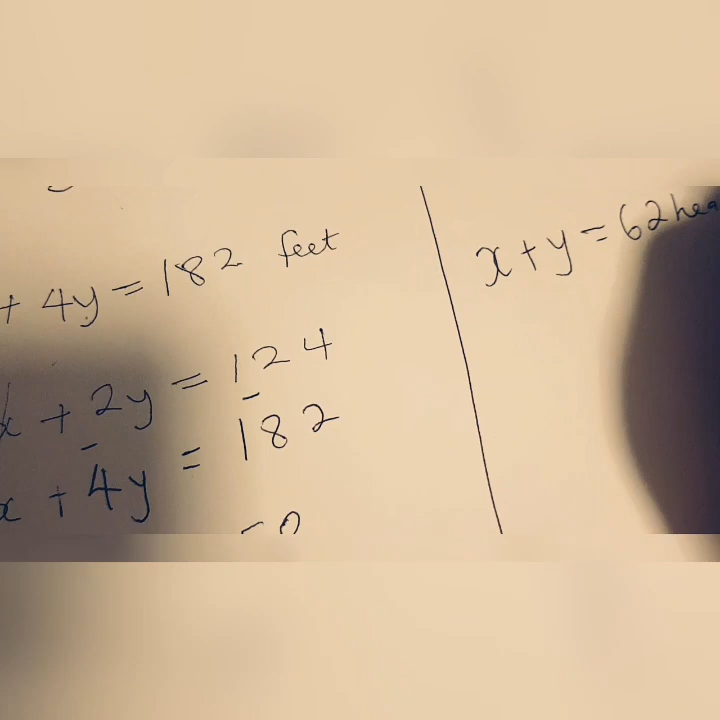 + 4y = 182 feet
x + 2y = 124
x + 4y = 182
x + y = 62